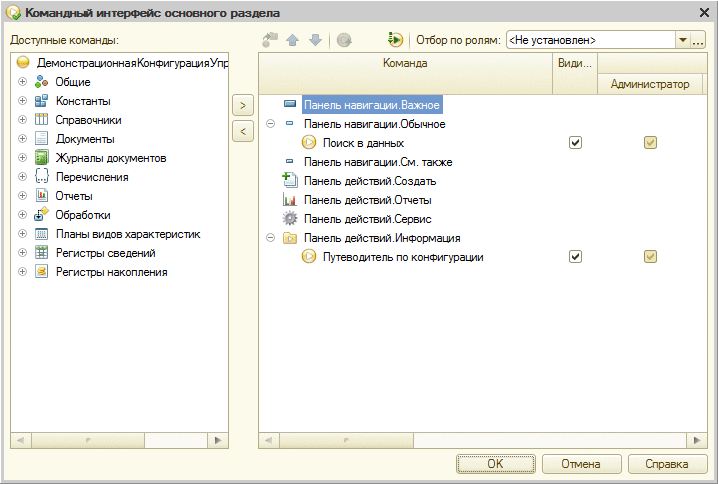 Командный интерфейс основного раздела
Доступные команды:
Отбор по ролям: <Не установлен>
ДемонстрационнаяКонфигурацияУпр
Общие
Константы
Справочники
Документы
Журналы документов
Перечисления
Отчеты
Обработки
Планы видов характеристик
Регистры сведений
Регистры накопления
>
<
Команда Види...
Администратор
Панель навигации.Важное
Панель навигации.Обычное
Поиск в данных
Панель навигации.См. также
Панель действий.Создать
Панель действий.Отчеты
Панель действий.Сервис
Панель действий.Информация
Путеводитель по конфигурации
OK Отмена Справка